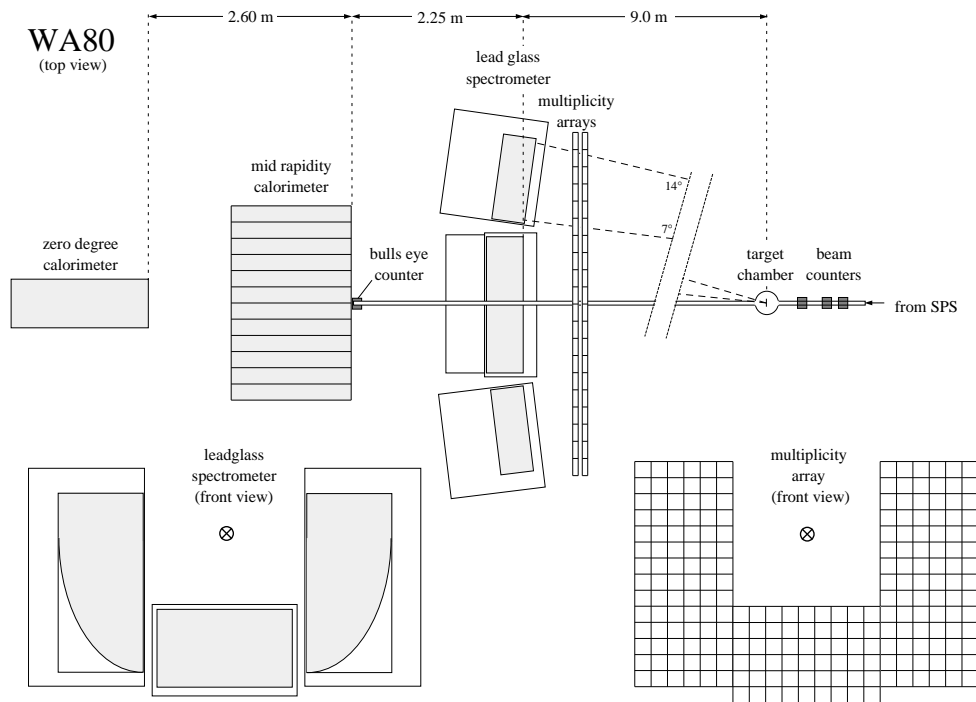 2.60 m
2.25 m
9.0 m
WA80
(top view)
lead glass
spectrometer
multiplicity
arrays
mid rapidity
calorimeter
14°
7°
zero degree
calorimeter
bulls eye
counter
target
chamber
beam
counters
from SPS
leadglass
spectrometer
(front view)
multiplicity
array
(front view)